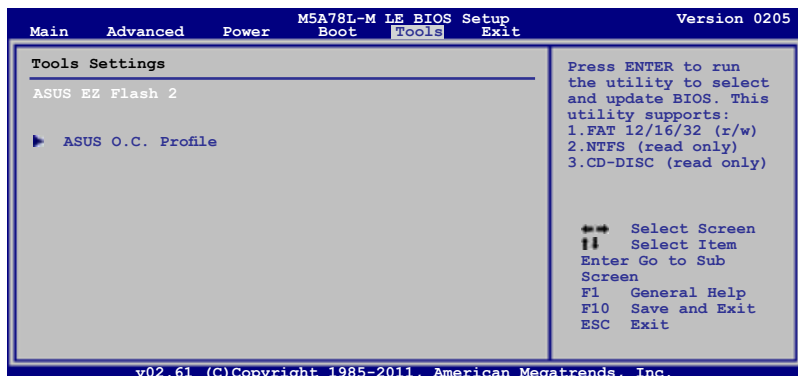 M5A78L-M LE BIOS Setup Version 0205
Main Advanced Power Boot Tools Exit
Tools Settings
ASUS EZ Flash 2
ASUS O.C. Profile
Press ENTER to run
the utility to select
and update BIOS. This
utility supports:
1.FAT 12/16/32 (r/w)
2.NTFS (read only)
3.CD-DISC (read only)
Select Screen
Select Item
Enter Go to Sub
Screen
F1 General Help
F10 Save and Exit
ESC Exit
v02.61 (C)Copyright 1985-2011, American Megatrends, Inc.